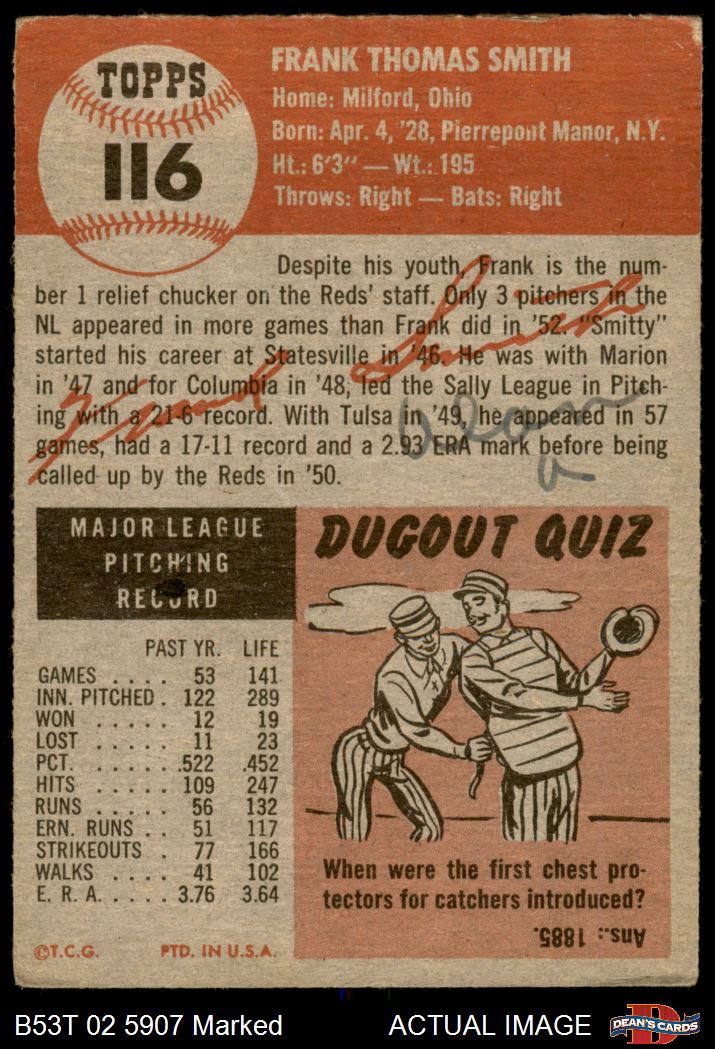 TOPPS
116
FRANK THOMAS SMITH
Home: Milford, Ohio
Born: Apr. 4, '28, Pierrepont Manor, N.Y.
Ht.: 6'3" — Wt.: 195
Throws: Right — Bats: Right
Despite his youth, Frank is the num-
ber 1 relief chucker on the Reds' staff. Only 3 pitchers in the
NL appeared in more games than Frank did in '52. "Smitty"
started his career at Statesville in '46. He was with Marion
in '47 and for Columbia in '48, led the Sally League in Pitch-
ing with a 21-6 record. With Tulsa in '49, he appeared in 57
games, had a 17-11 record and a 2.93 ERA mark before being
called up by the Reds in '50.
Frank Smith
MAJOR LEAGUE
PITCHING
RECORD
PAST YR. LIFE
GAMES . . . . 53 141
INN. PITCHED . 122 289
WON . . . . . 12 19
LOST . . . . . 11 23
PCT. . . . . . .522 .452
HITS . . . . . 109 247
RUNS . . . . . 56 132
ERN. RUNS . . 51 117
STRIKEOUTS . 77 166
WALKS . . . . 41 102
E. R. A. . . . . . 3.76 3.64
©T.C.G. PTD. IN U.S.A.
DUGOUT QUIZ
When were the first chest pro-
tectors for catchers introduced?
Ans.: 1885.
B53T 02 5907 Marked ACTUAL IMAGE DEAN'S CARDS